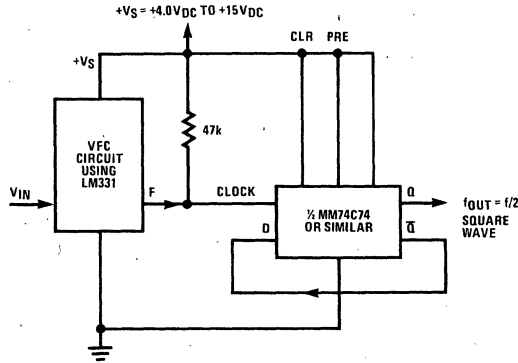 +VS = +4.0VDC TO +15VDC
CLR PRE
+VS
47k
VFC
CIRCUIT
USING
LM331
VIN
F
CLOCK
Q
½ MM74C74
OR SIMILAR
D
Q̅
fOUT = f/2
SQUARE
WAVE